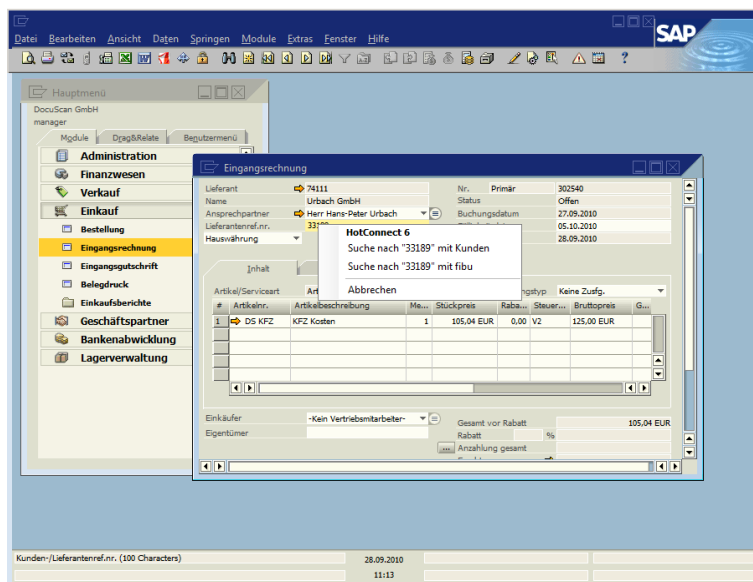 SAP
Datei Bearbeiten Ansicht Daten Springen Module Extras Fenster Hilfe
Hauptmenü
DocuScan GmbH
manager
Module Drag&Relate Benutzermenü
Administration
Finanzwesen
Verkauf
Einkauf
Bestellung
Eingangsrechnung
Eingangsgutschrift
Belegdruck
Einkaufsberichte
Geschäftspartner
Bankenabwicklung
Lagerverwaltung
Eingangsrechnung
Lieferant 74111 Nr. Primär 302540
Name Urbach GmbH Status Offen
Ansprechpartner Herr Hans-Peter Urbach Buchungsdatum 27.09.2010
Lieferantenref.nr. 05.10.2010
Hauswährung 28.09.2010
HotConnect 6
Suche nach "33189" mit Kunden
Suche nach "33189" mit fibu
Abbrechen
Inhalt
Artikel/Serviceart Keine Zusfg.
# Artikelnr. Artikelbeschreibung Me... Stückpreis Raba... Steuer... Bruttopreis G...
1 DS KFZ KFZ Kosten 1 105,04 EUR 0,00 V2 125,00 EUR
Einkäufer -Kein Vertriebsmitarbeiter- Gesamt vor Rabatt 105,04 EUR
Eigentümer Rabatt %
... Anzahlung gesamt
Kunden-/Lieferantenref.nr. (100 Characters) 28.09.2010
11:13